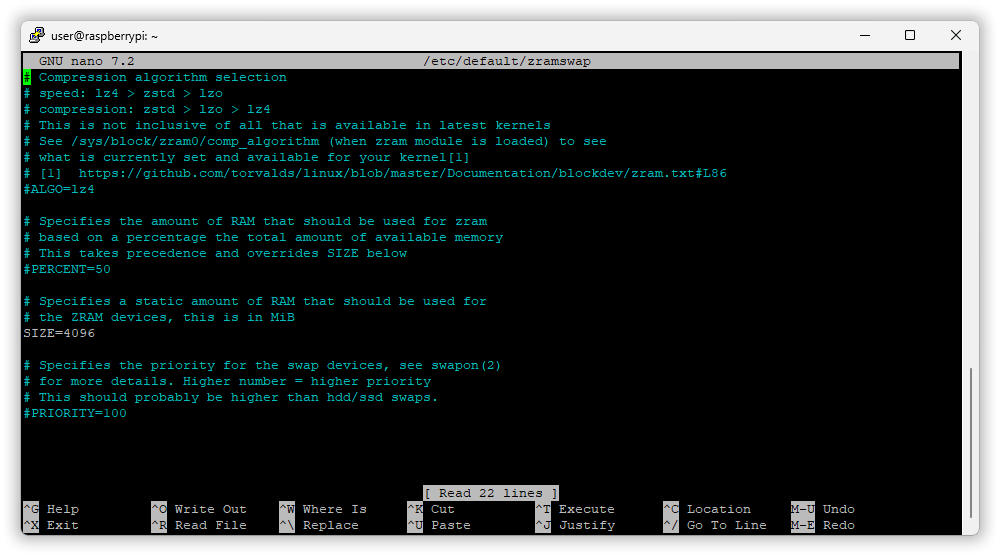 user@raspberrypi: ~
GNU nano 7.2 /etc/default/zramswap
# Compression algorithm selection
# speed: lz4 > zstd > lzo
# compression: zstd > lzo > lz4
# This is not inclusive of all that is available in latest kernels
# See /sys/block/zram0/comp_algorithm (when zram module is loaded) to see
# what is currently set and available for your kernel[1]
# [1]  https://github.com/torvalds/linux/blob/master/Documentation/blockdev/zram.txt#L86
#ALGO=lz4

# Specifies the amount of RAM that should be used for zram
# based on a percentage the total amount of available memory
# This takes precedence and overrides SIZE below
#PERCENT=50

# Specifies a static amount of RAM that should be used for
# the ZRAM devices, this is in MiB
SIZE=4096

# Specifies the priority for the swap devices, see swapon(2)
# for more details. Higher number = higher priority
# This should probably be higher than hdd/ssd swaps.
#PRIORITY=100

[ Read 22 lines ]
^G Help ^O Write Out ^W Where Is ^K Cut ^T Execute ^C Location M-U Undo
^X Exit ^R Read File ^\ Replace ^U Paste ^J Justify ^/ Go To Line M-E Redo